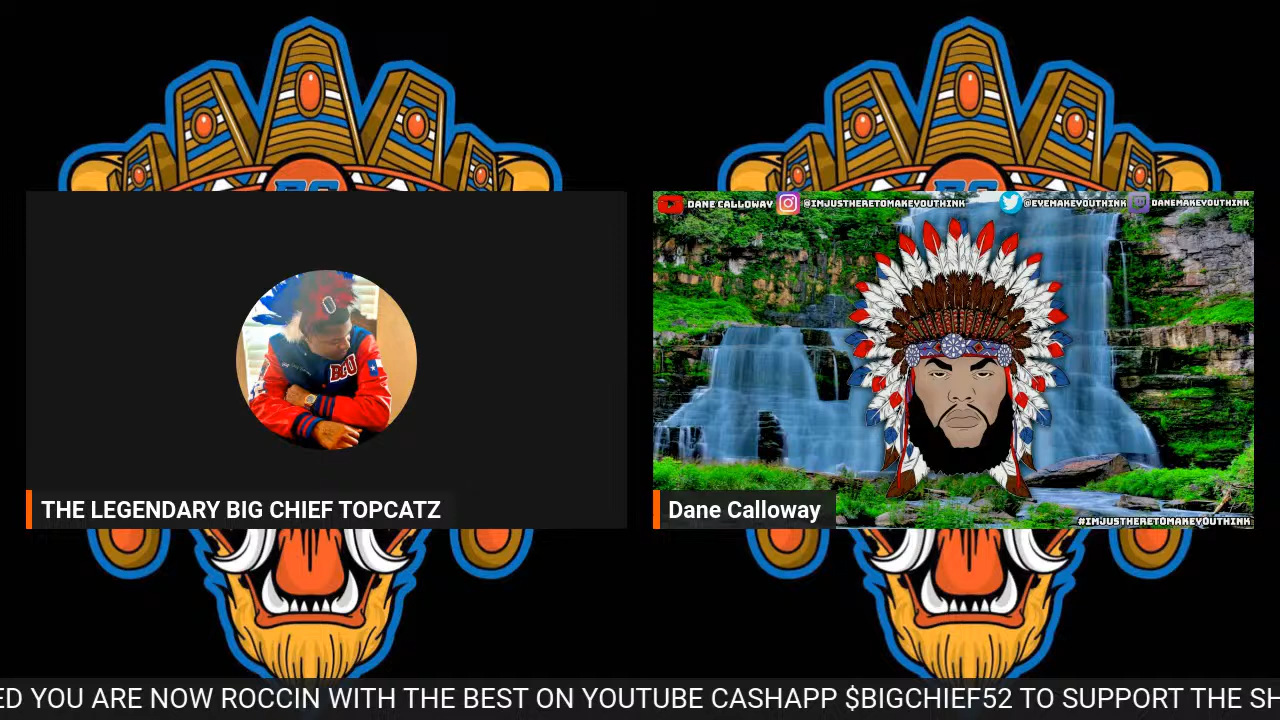 DANE CALLOWAY
@IMJUSTHERETOMAKEYOUTHINK
@EYEMAKEYOUTHINK
DANEMAKEYOUTHINK
BCU
THE LEGENDARY BIG CHIEF TOPCATZ
Dane Calloway
#IMJUSTHERETOMAKEYOUTHINK
ED YOU ARE NOW ROCCIN WITH THE BEST ON YOUTUBE CASHAPP $BIGCHIEF52 TO SUPPORT THE SH